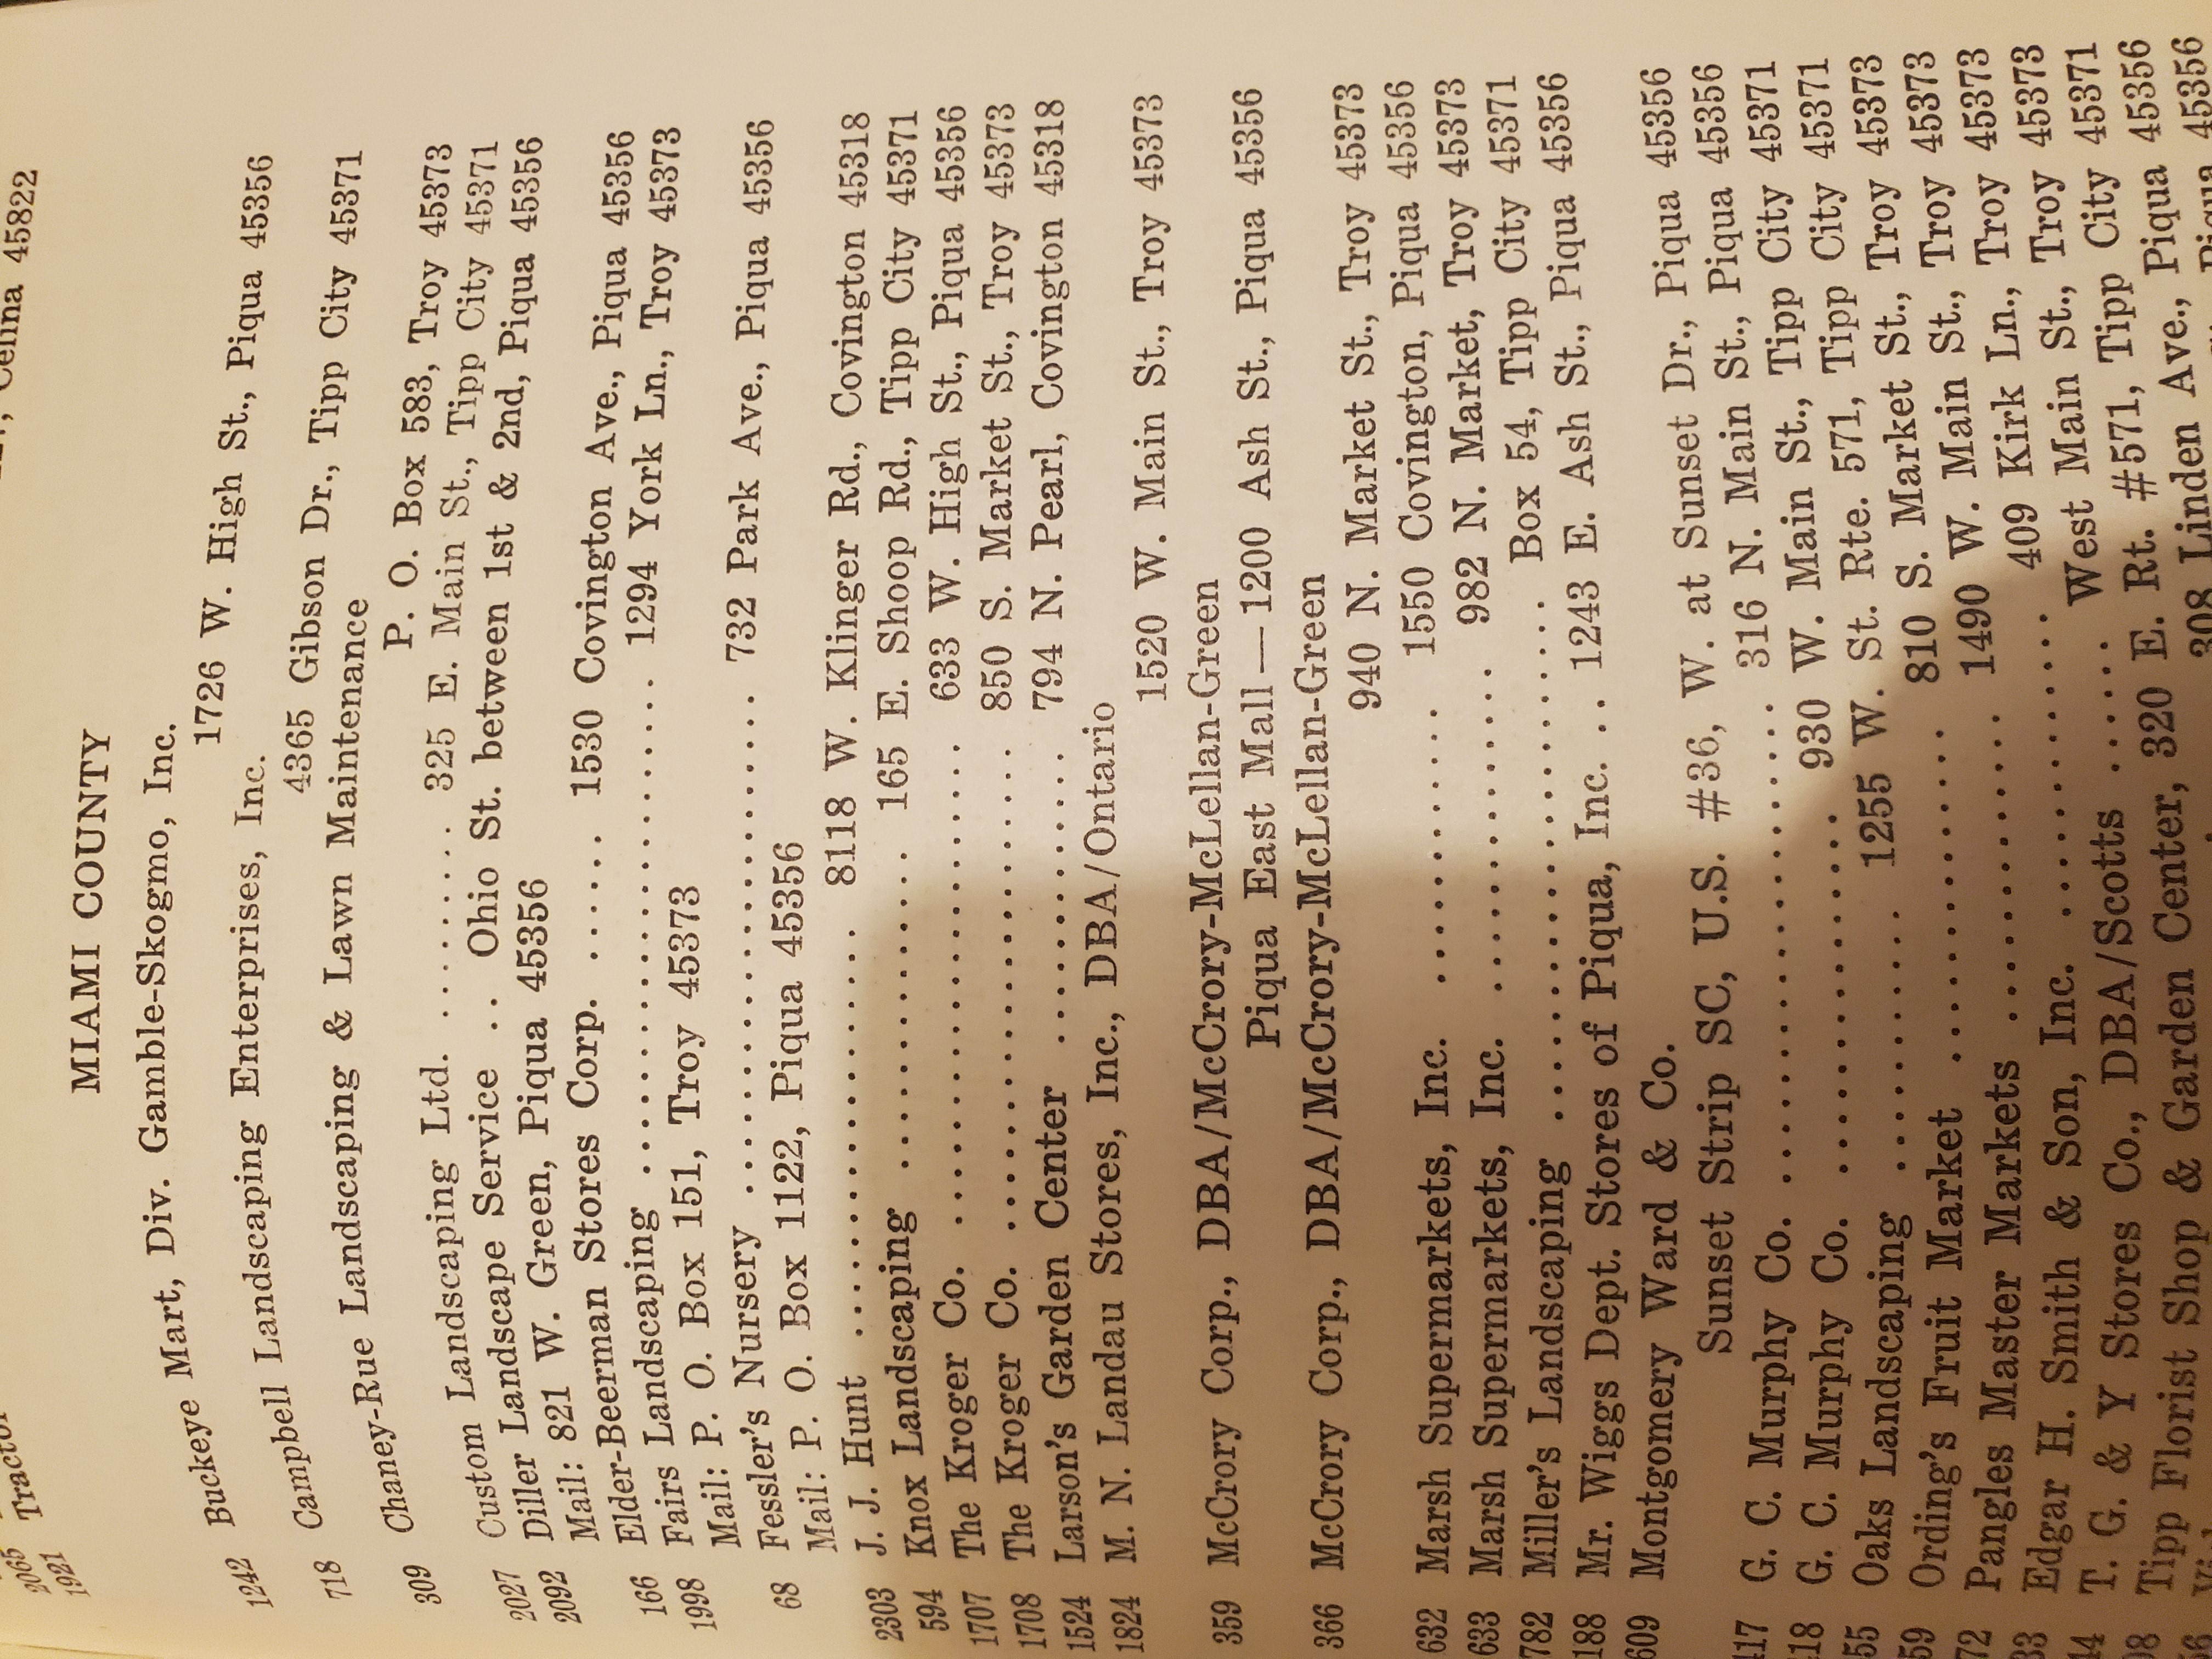 Celina 45822
2065 Tractor
1921
MIAMI COUNTY
1242 Buckeye Mart, Div. Gamble-Skogmo, Inc.
1726 W. High St., Piqua 45356
718 Campbell Landscaping Enterprises, Inc.
4365 Gibson Dr., Tipp City 45371
309 Chaney-Rue Landscaping & Lawn Maintenance
P. O. Box 583, Troy 45373
2027 Custom Landscaping Ltd. ........ 325 E. Main St., Tipp City 45371
2092 Diller Landscape Service .. Ohio St. between 1st & 2nd, Piqua 45356
Mail: 821 W. Green, Piqua 45356
166 Elder-Beerman Stores Corp. ...... 1530 Covington Ave., Piqua 45356
1998 Fairs Landscaping ........................ 1294 York Ln., Troy 45373
Mail: P. O. Box 151, Troy 45373
68 Fessler's Nursery ........................ 732 Park Ave., Piqua 45356
Mail: P. O. Box 1122, Piqua 45356
2303 J. J. Hunt .................... 8118 W. Klinger Rd., Covington 45318
594 Knox Landscaping ............... 165 E. Shoop Rd., Tipp City 45371
1707 The Kroger Co. ...................... 633 W. High St., Piqua 45356
1708 The Kroger Co. ...................... 850 S. Market St., Troy 45373
1524 Larson's Garden Center .............. 794 N. Pearl, Covington 45318
1824 M. N. Landau Stores, Inc., DBA/Ontario
1520 W. Main St., Troy 45373
359 McCrory Corp., DBA/McCrory-McLellan-Green
Piqua East Mall—1200 Ash St., Piqua 45356
366 McCrory Corp., DBA/McCrory-McLellan-Green
940 N. Market St., Troy 45373
632 Marsh Supermarkets, Inc. ............. 1550 Covington, Piqua 45356
633 Marsh Supermarkets, Inc. ............... 982 N. Market, Troy 45373
782 Miller's Landscaping ........................ Box 54, Tipp City 45371
188 Mr. Wiggs Dept. Stores of Piqua, Inc. .. 1243 E. Ash St., Piqua 45356
609 Montgomery Ward & Co.
Sunset Strip SC, U.S. #36, W. at Sunset Dr., Piqua 45356
417 G. C. Murphy Co. ....................... 316 N. Main St., Piqua 45356
418 G. C. Murphy Co. ................. 930 W. Main St., Tipp City 45371
55 Oaks Landscaping ............. 1255 W. St. Rte. 571, Tipp City 45371
59 Ording's Fruit Market ................ 810 S. Market St., Troy 45373
72 Pangles Master Markets ............... 1490 W. Main St., Troy 45373
33 Edgar H. Smith & Son, Inc. ............... 409 Kirk Ln., Troy 45373
44 T. G. & Y Stores Co., DBA/Scotts ...... West Main St., Troy 45373
08 Tipp Florist Shop & Garden Center, 320 E. Rt. #571, Tipp City 45371
308 Linden Ave., Piqua 45356
Piqua 45356